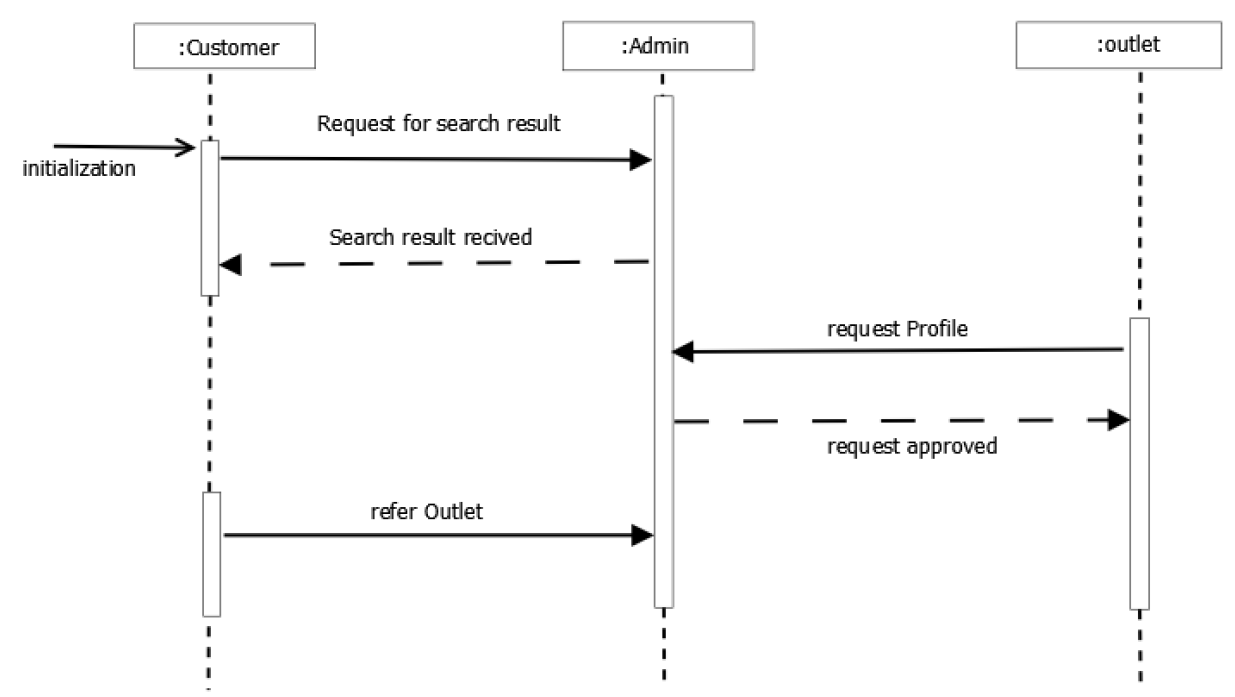 :Customer
:Admin
:outlet
Request for search result
initialization
Search result recived
request Profile
request approved
refer Outlet